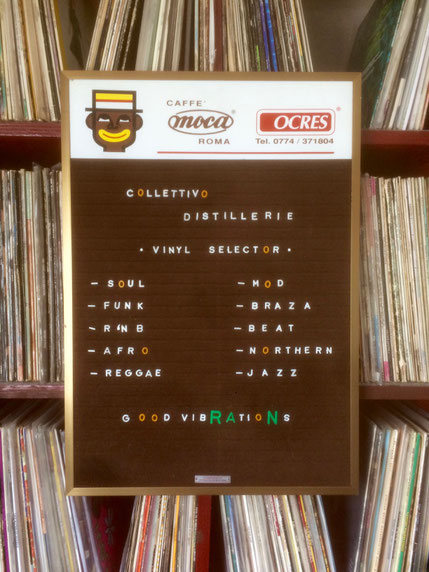 CAFFE'
moca®
ROMA
OCRES®
Tel. 0774 / 371804
COLLETTIVO
DISTILLERIE
• VINYL SELECTOR •
– SOUL
– FUNK
– R'NB
– AFRO
– REGGAE
– MOD
– BRAZA
– BEAT
– NORTHERN
– JAZZ
GOOD VIBRATIONS